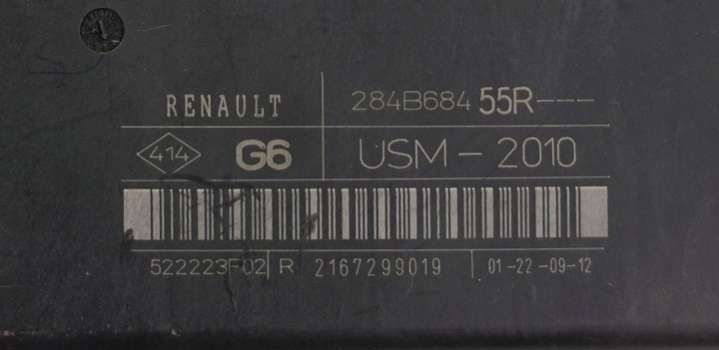 RENAULT 284B684 55R---
414 G6 USM-2010
522223F02 R 2167299019 01-22-09-12